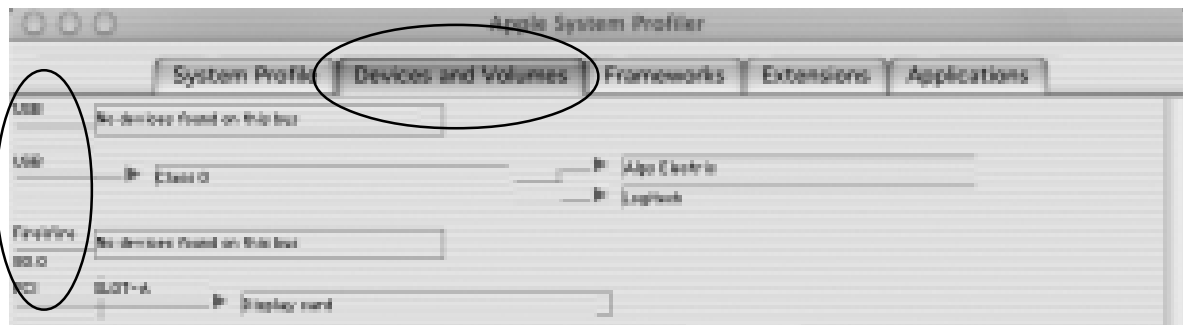 Apple System Profiler
System Profile Devices and Volumes Frameworks Extensions Applications
USB No devices found on this bus
USB Class 0 Alps Electric
Logitech
FireWire No devices found on this bus
PCI SLOT-A Display card